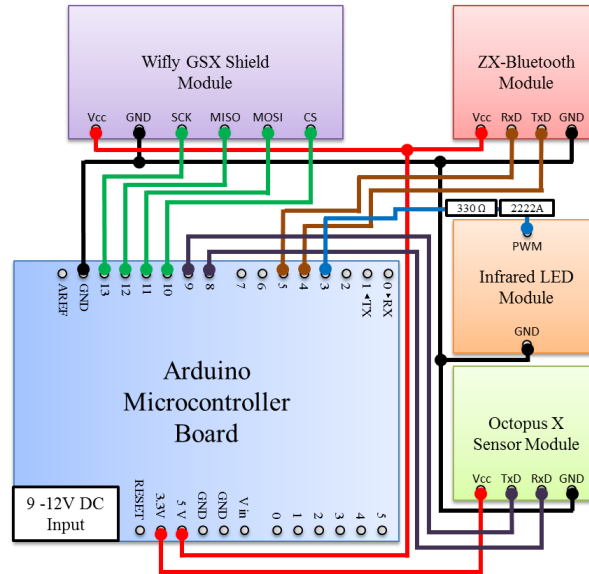 Wifly GSX Shield
Module
Vcc GND SCK MISO MOSI CS
ZX-Bluetooth
Module
Vcc RxD TxD GND
330 Ω 2222A
PWM
Infrared LED
Module
GND
AREF GND 13 12 11 10 9 8 7 6 5 4 3 2 1◄TX 0►RX
Arduino
Microcontroller
Board
Octopus X
Sensor Module
Vcc TxD RxD GND
9 -12V DC
Input
RESET 3.3V 5 V GND GND Vin 0 1 2 3 4 5